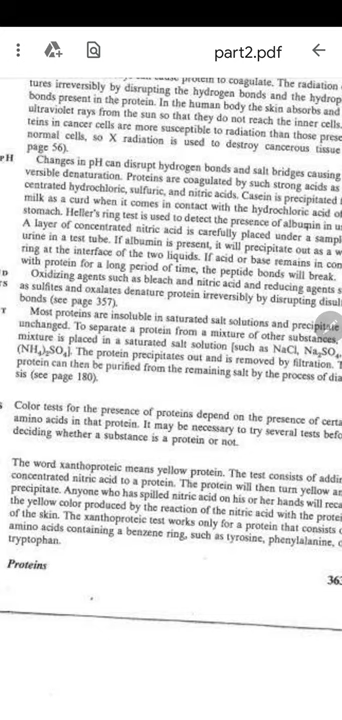 part2.pdf
protein to coagulate. The radiation
tures irreversibly by disrupting the hydrogen bonds and the hydrop
bonds present in the protein. In the human body the skin absorbs and
ultraviolet rays from the sun so that they do not reach the inner cells.
teins in cancer cells are more susceptible to radiation than those prese
normal cells, so X radiation is used to destroy cancerous tissue
page 56).
pH Changes in pH can disrupt hydrogen bonds and salt bridges causing
versible denaturation. Proteins are coagulated by such strong acids as
centrated hydrochloric, sulfuric, and nitric acids. Casein is precipitated
milk as a curd when it comes in contact with the hydrochloric acid of
stomach. Heller's ring test is used to detect the presence of albumin in u
A layer of concentrated nitric acid is carefully placed under a sampl
urine in a test tube. If albumin is present, it will precipitate out as a w
ring at the interface of the two liquids. If acid or base remains in con
with protein for a long period of time, the peptide bonds will break.
D Oxidizing agents such as bleach and nitric acid and reducing agents s
TS as sulfites and oxalates denature protein irreversibly by disrupting disul
bonds (see page 357).
T Most proteins are insoluble in saturated salt solutions and precipitate
unchanged. To separate a protein from a mixture of other substances,
mixture is placed in a saturated salt solution [such as NaCl, Na₂SO₄,
(NH₄)₂SO₄]. The protein precipitates out and is removed by filtration. T
protein can then be purified from the remaining salt by the process of dia
sis (see page 180).
s Color tests for the presence of proteins depend on the presence of certa
amino acids in that protein. It may be necessary to try several tests befo
deciding whether a substance is a protein or not.
The word xanthoproteic means yellow protein. The test consists of addin
concentrated nitric acid to a protein. The protein will then turn yellow an
precipitate. Anyone who has spilled nitric acid on his or her hands will reca
the yellow color produced by the reaction of the nitric acid with the protei
of the skin. The xanthoproteic test works only for a protein that consists o
amino acids containing a benzene ring, such as tyrosine, phenylalanine, o
tryptophan.
Proteins
363